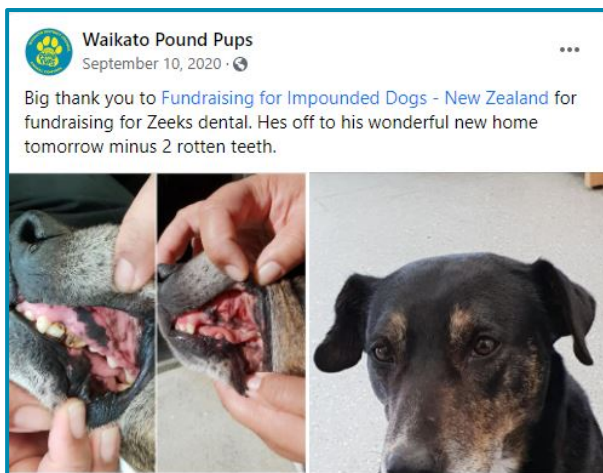 Waikato Pound Pups
September 10, 2020 ·
Big thank you to Fundraising for Impounded Dogs - New Zealand for
fundraising for Zeeks dental. Hes off to his wonderful new home
tomorrow minus 2 rotten teeth.